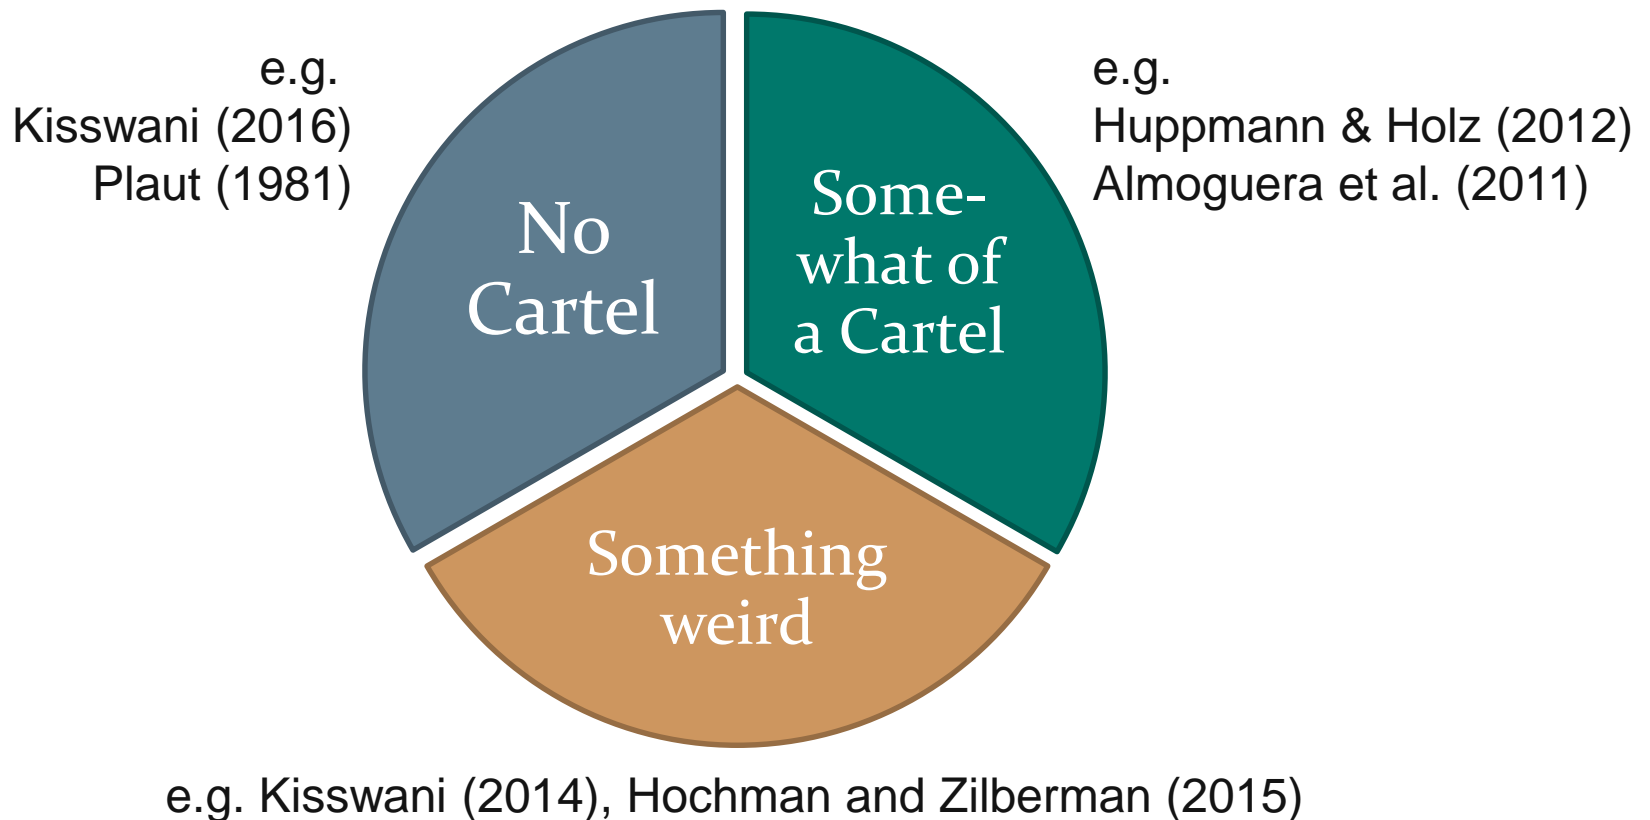 e.g.
Kisswani (2016)
Plaut (1981)
No
Cartel
e.g.
Huppmann & Holz (2012)
Almoguera et al. (2011)
Some-
what of
a Cartel
Something
weird
e.g. Kisswani (2014), Hochman and Zilberman (2015)